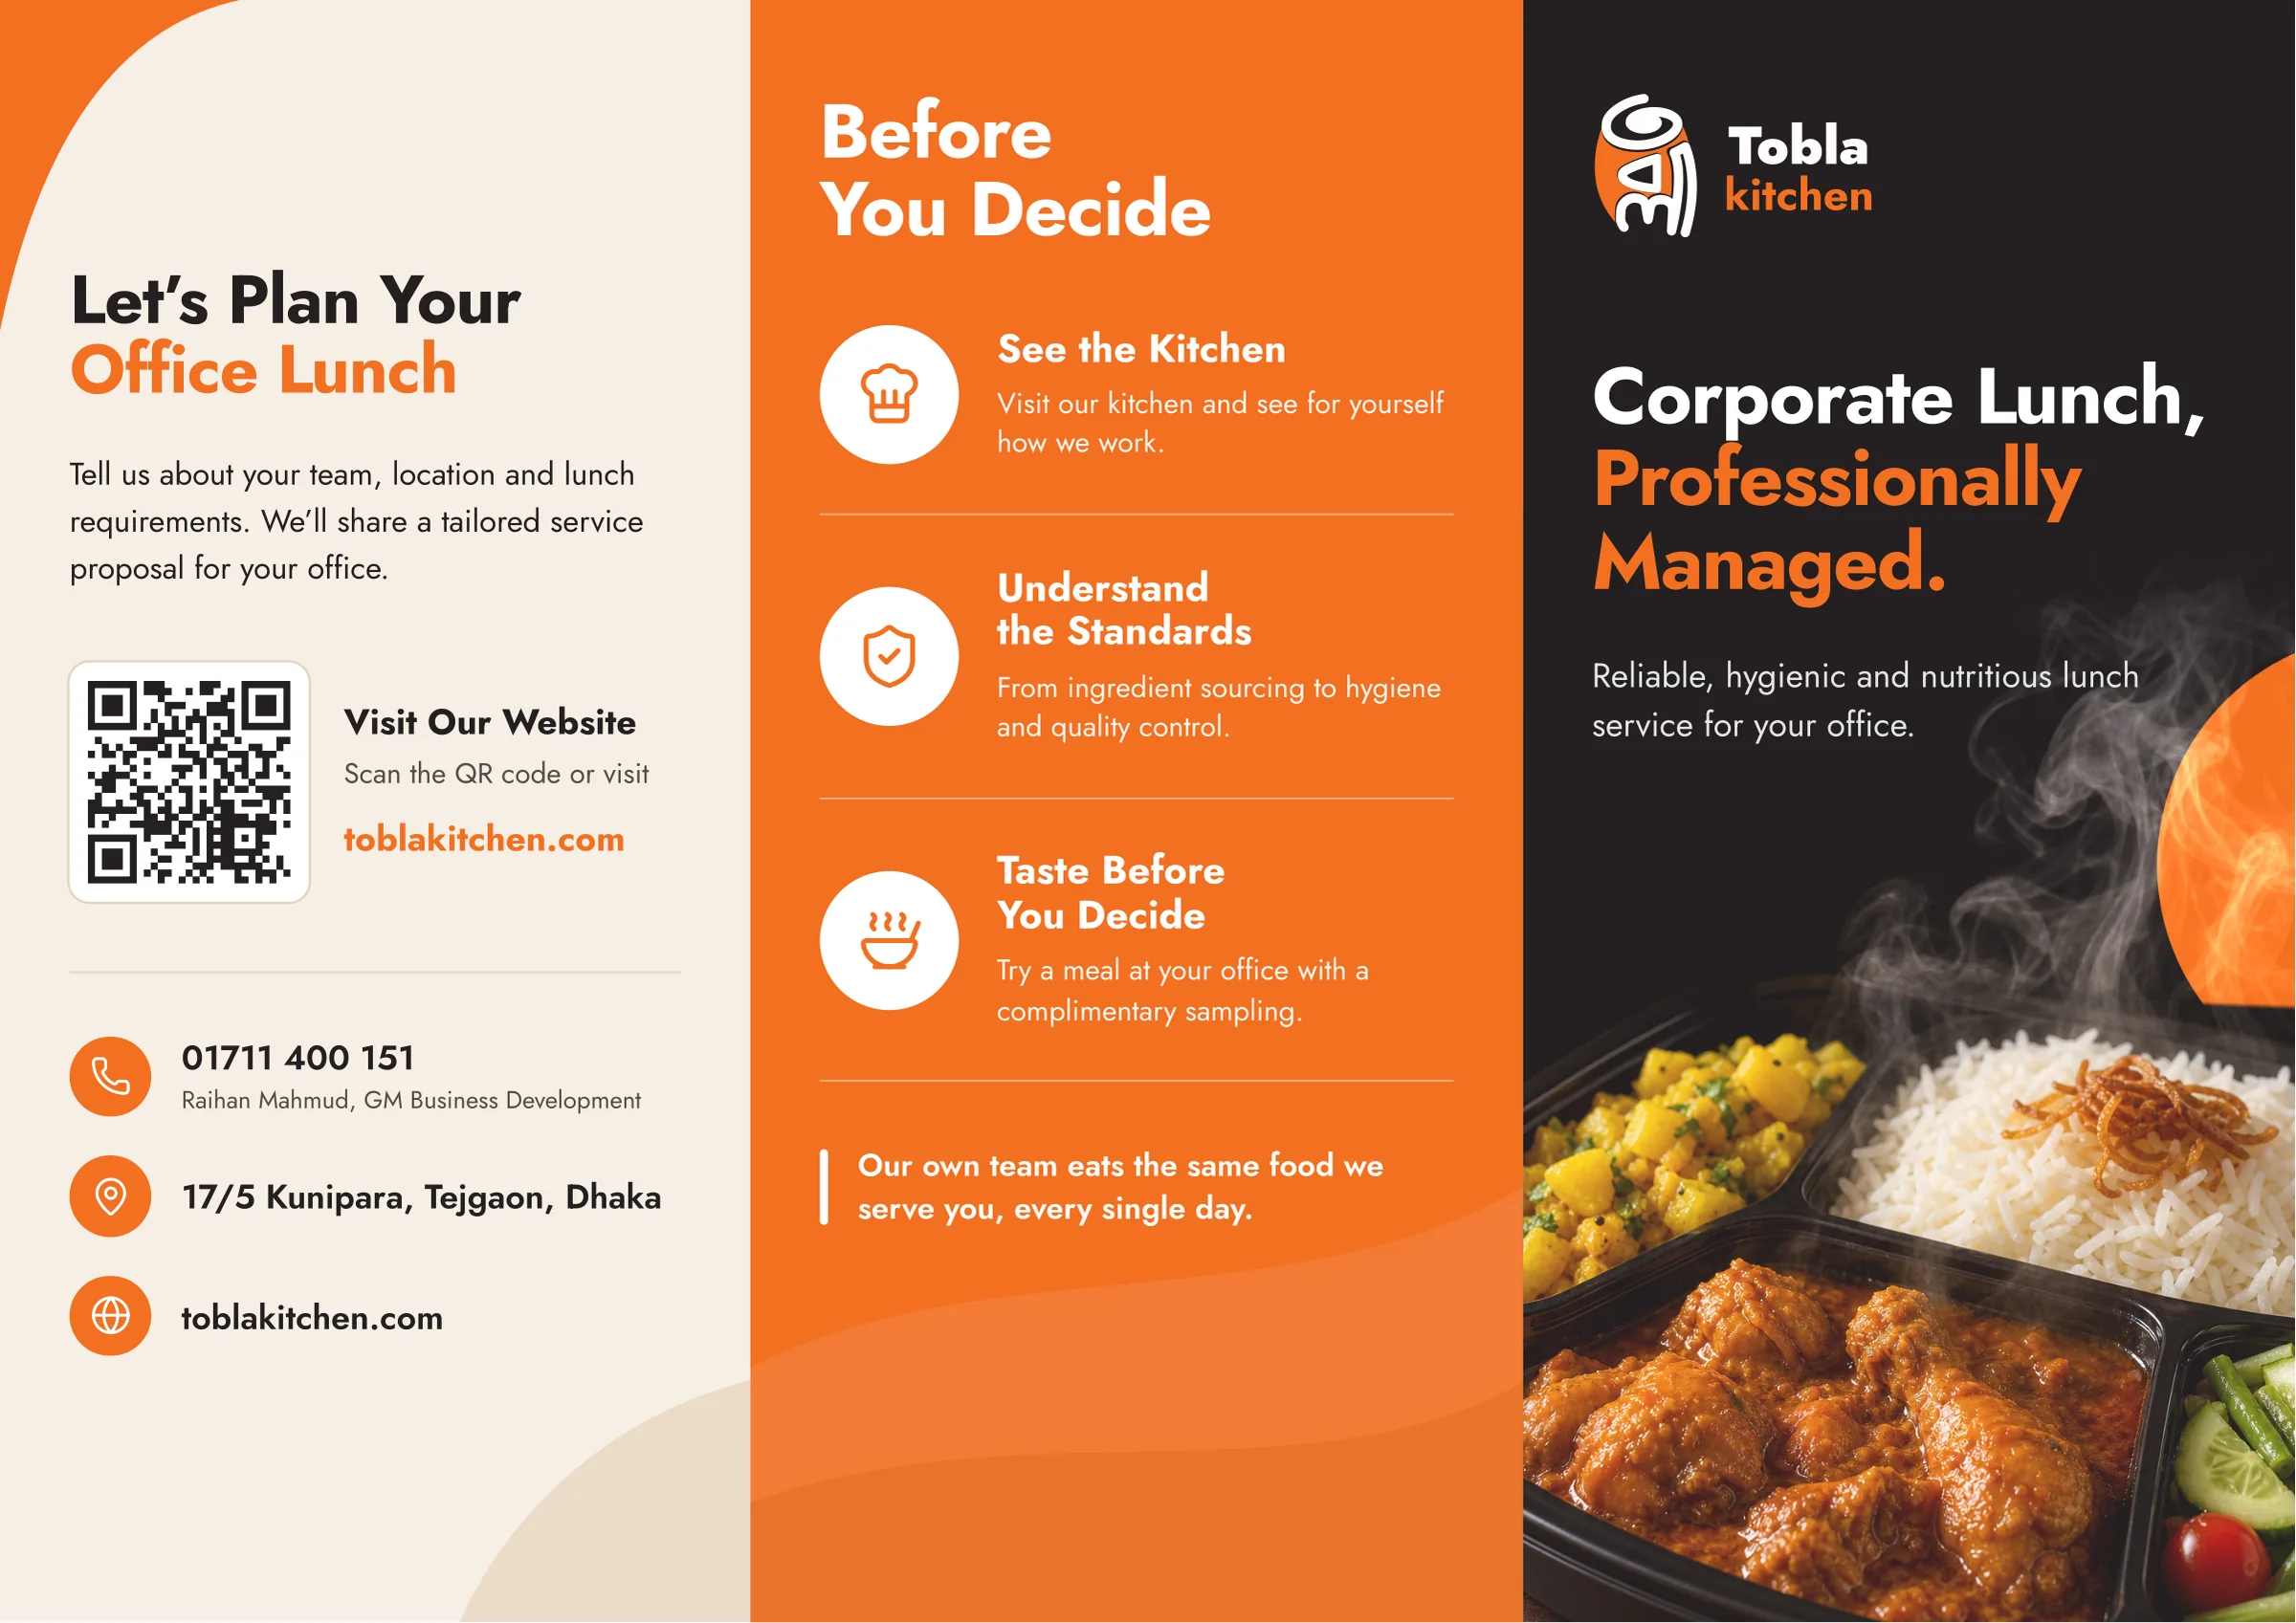 Let's Plan Your
Office Lunch
Tell us about your team, location and lunch
requirements. We'll share a tailored service
proposal for your office.
Visit Our Website
Scan the QR code or visit
toblakitchen.com
01711 400 151
Raihan Mahmud, GM Business Development
17/5 Kunipara, Tejgaon, Dhaka
toblakitchen.com
Before
You Decide
See the Kitchen
Visit our kitchen and see for yourself
how we work.
Understand
the Standards
From ingredient sourcing to hygiene
and quality control.
Taste Before
You Decide
Try a meal at your office with a
complimentary sampling.
Our own team eats the same food we
serve you, every single day.
Tobla
kitchen
Corporate Lunch,
Professionally
Managed.
Reliable, hygienic and nutritious lunch
service for your office.